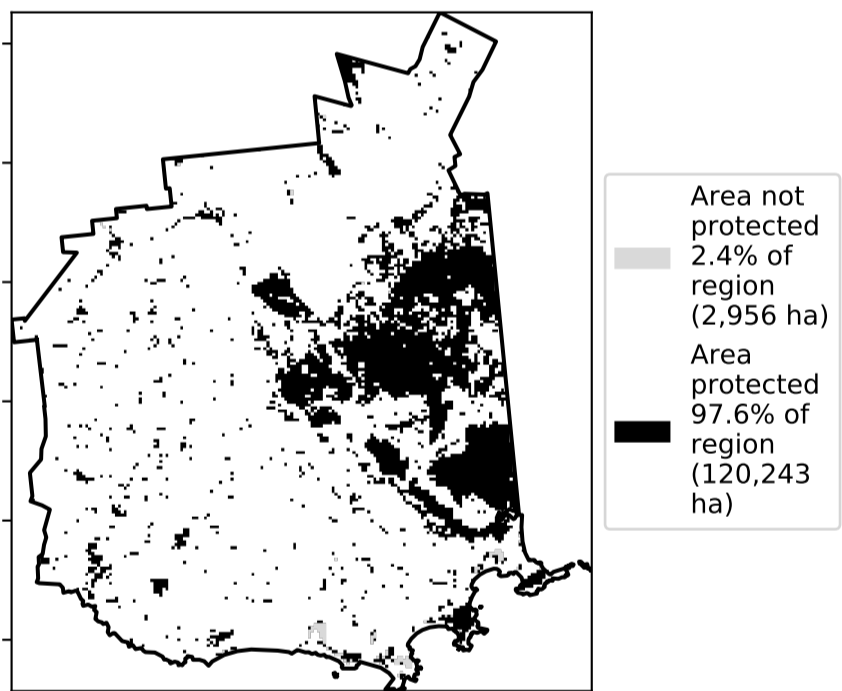 Area not
protected
2.4% of
region
(2,956 ha)
Area
protected
97.6% of
region
(120,243
ha)